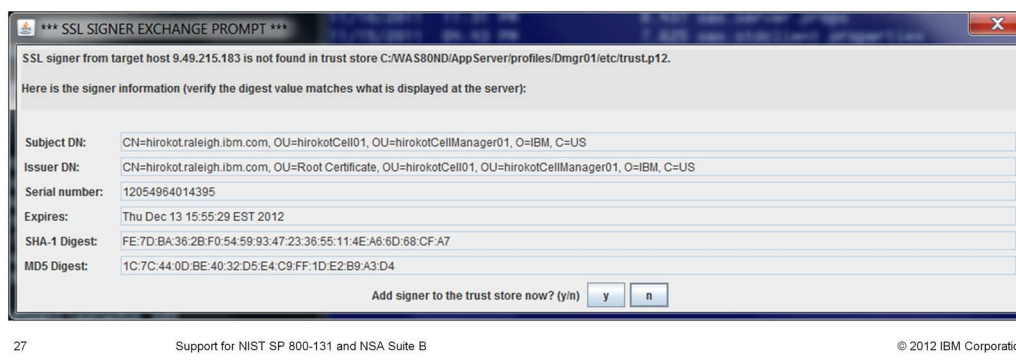 *** SSL SIGNER EXCHANGE PROMPT ***
SSL signer from target host 9.49.215.183 is not found in trust store C:/WAS80ND/AppServer/profiles/Dmgr01/etc/trust.p12.
Here is the signer information (verify the digest value matches what is displayed at the server):
Subject DN: CN=hirokot.raleigh.ibm.com, OU=hirokotCell01, OU=hirokotCellManager01, O=IBM, C=US
Issuer DN: CN=hirokot.raleigh.ibm.com, OU=Root Certificate, OU=hirokotCell01, OU=hirokotCellManager01, O=IBM, C=US
Serial number: 12054964014395
Expires: Thu Dec 13 15:55:29 EST 2012
SHA-1 Digest: FE:7D:BA:36:2B:F0:54:59:93:47:23:36:55:11:4E:A6:6D:68:CF:A7
MD5 Digest: 1C:7C:44:0D:BE:40:32:D5:E4:C9:FF:1D:E2:B9:A3:D4
Add signer to the trust store now? (y/n) y n
27 Support for NIST SP 800-131 and NSA Suite B © 2012 IBM Corporatio